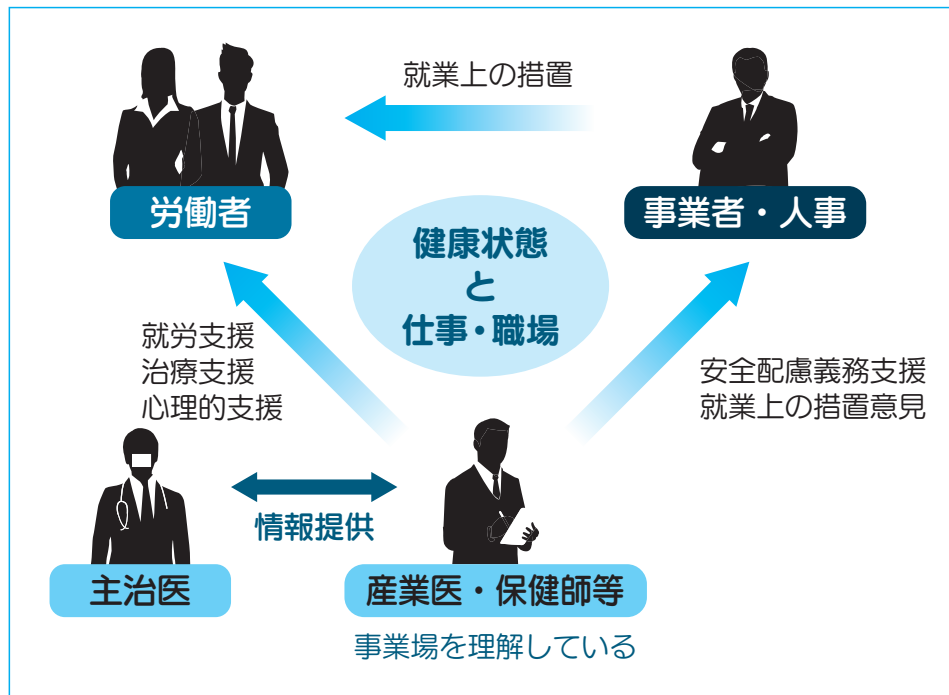 就業上の措置
労働者
事業者・人事
健康状態
と
仕事・職場
就労支援
治療支援
心理的支援
安全配慮義務支援
就業上の措置意見
情報提供
主治医
産業医・保健師等
事業場を理解している